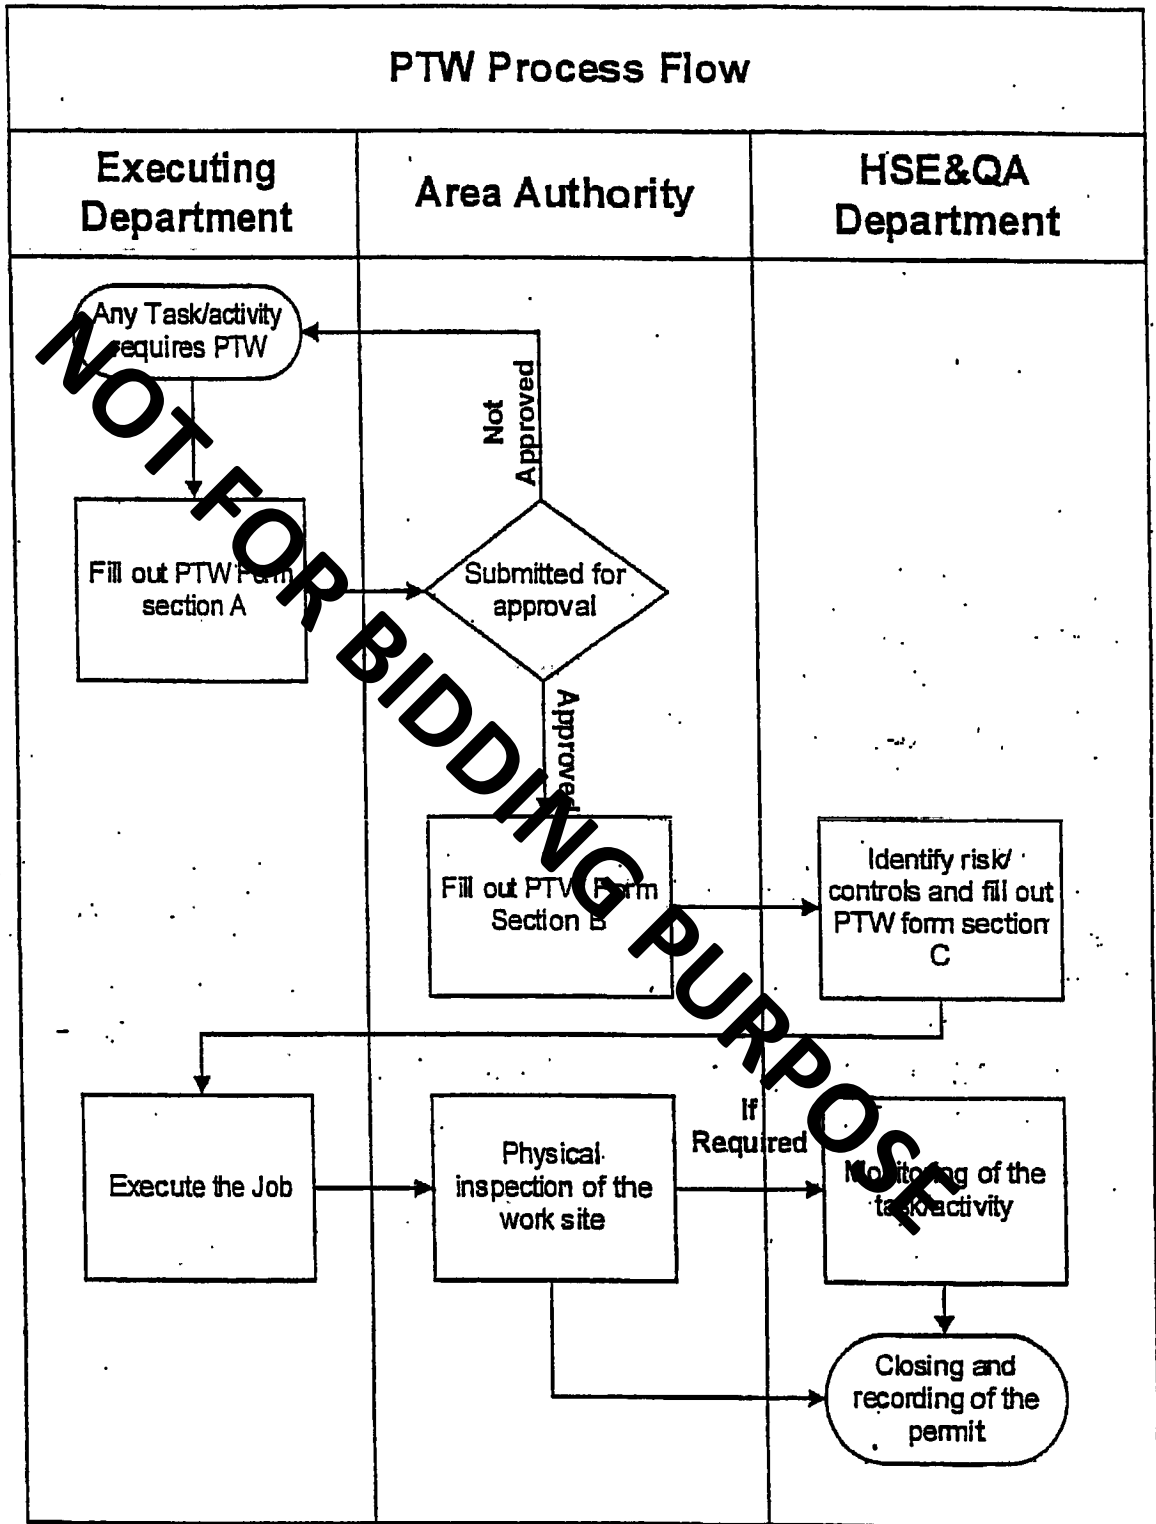 PTW Process Flow
Executing
Department
Area Authority
HSE&QA
Department
Any Task/activity
requires PTW
Not
Approved
Fill out PTW Form
section A
Submitted for
approval
Approved
Fill out PTW Form
Section B
Identify risk/
controls and fill out
PTW form section
C
Execute the Job
Physical
inspection of the
work site
If
Required
Monitoring of the
task/activity
Closing and
recording of the
permit
NOT FOR BIDDING PURPOSE